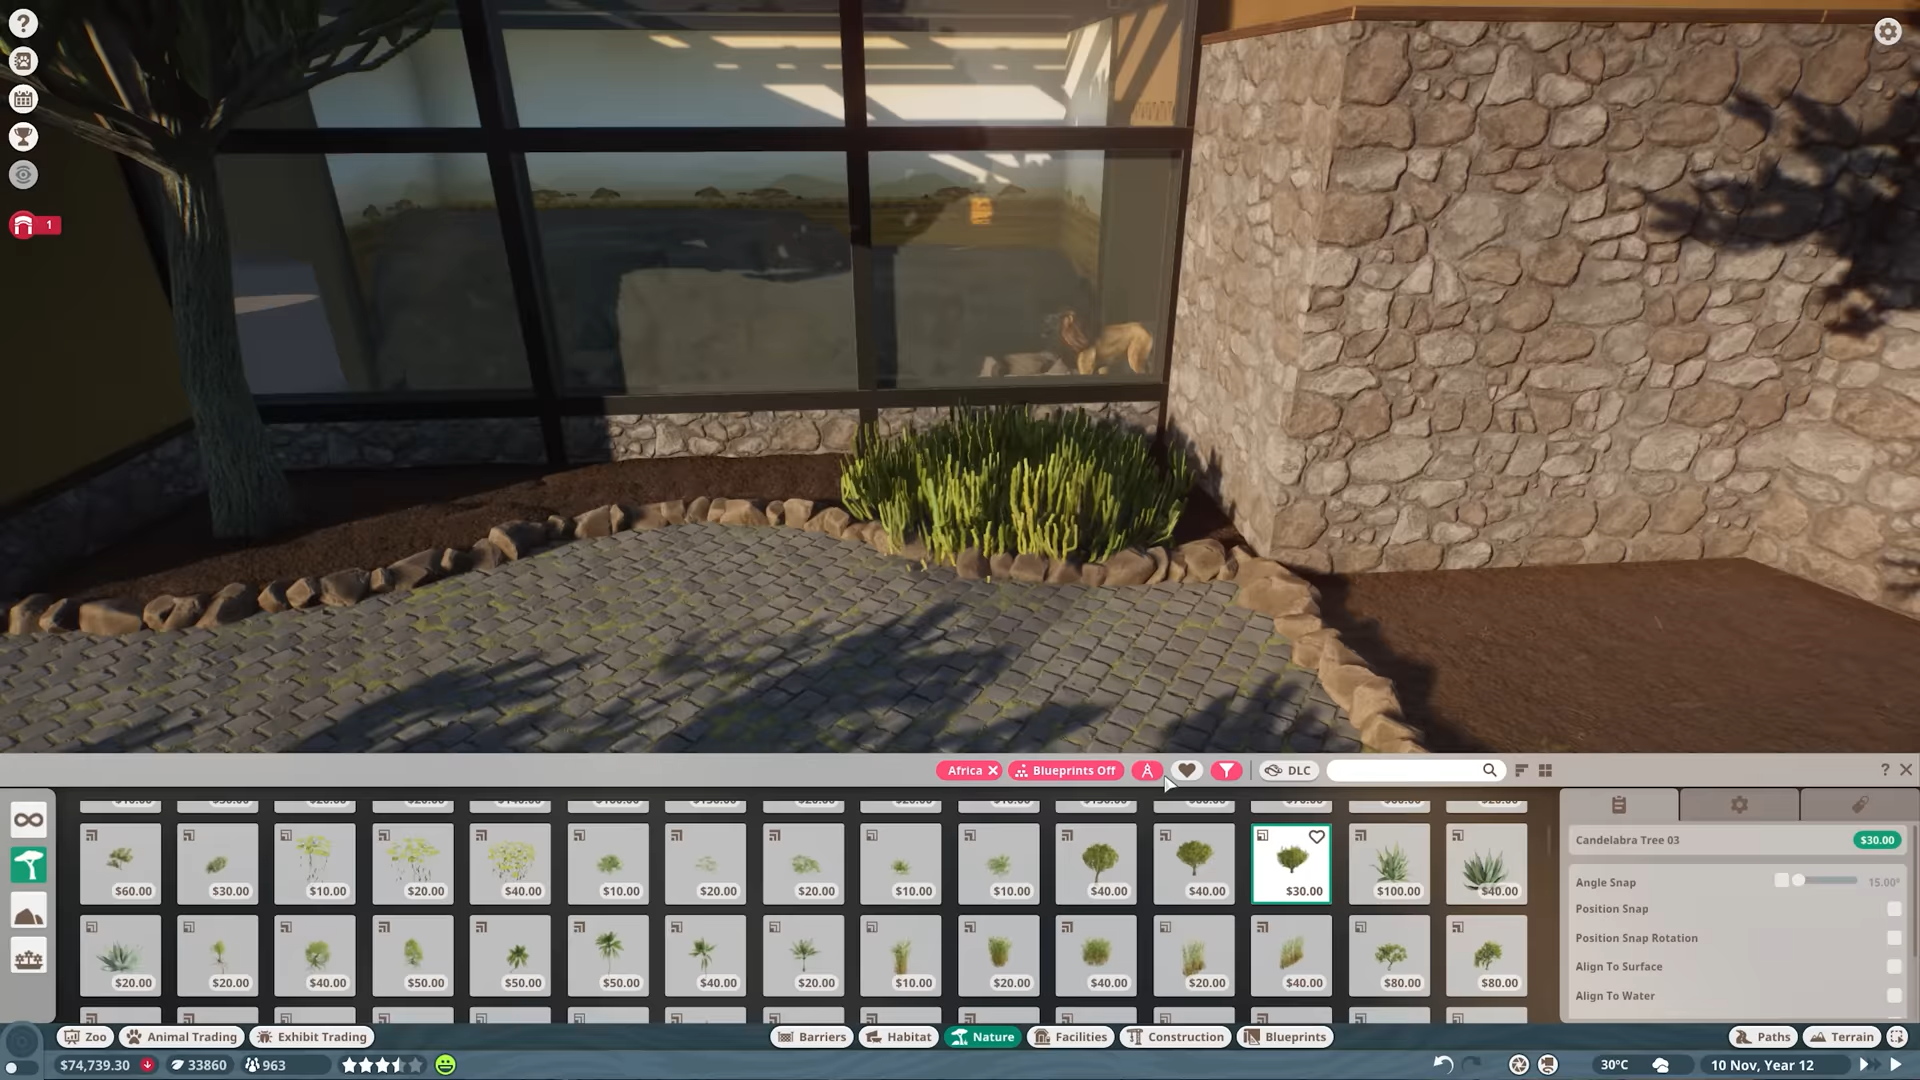 ?
1
Africa ✕ Blueprints Off DLC
? ✕
$60.00 $30.00 $10.00 $20.00 $40.00 $10.00 $20.00 $20.00 $10.00 $10.00 $40.00 $40.00 $30.00 $100.00 $40.00
$20.00 $20.00 $40.00 $50.00 $50.00 $50.00 $40.00 $20.00 $10.00 $20.00 $40.00 $20.00 $40.00 $80.00 $80.00
Candelabra Tree 03 $30.00
Angle Snap 15.00°
Position Snap
Position Snap Rotation
Align To Surface
Align To Water
Zoo Animal Trading Exhibit Trading Barriers Habitat Nature Facilities Construction Blueprints Paths Terrain
$74,739.30 33860 963 30°C 10 Nov, Year 12